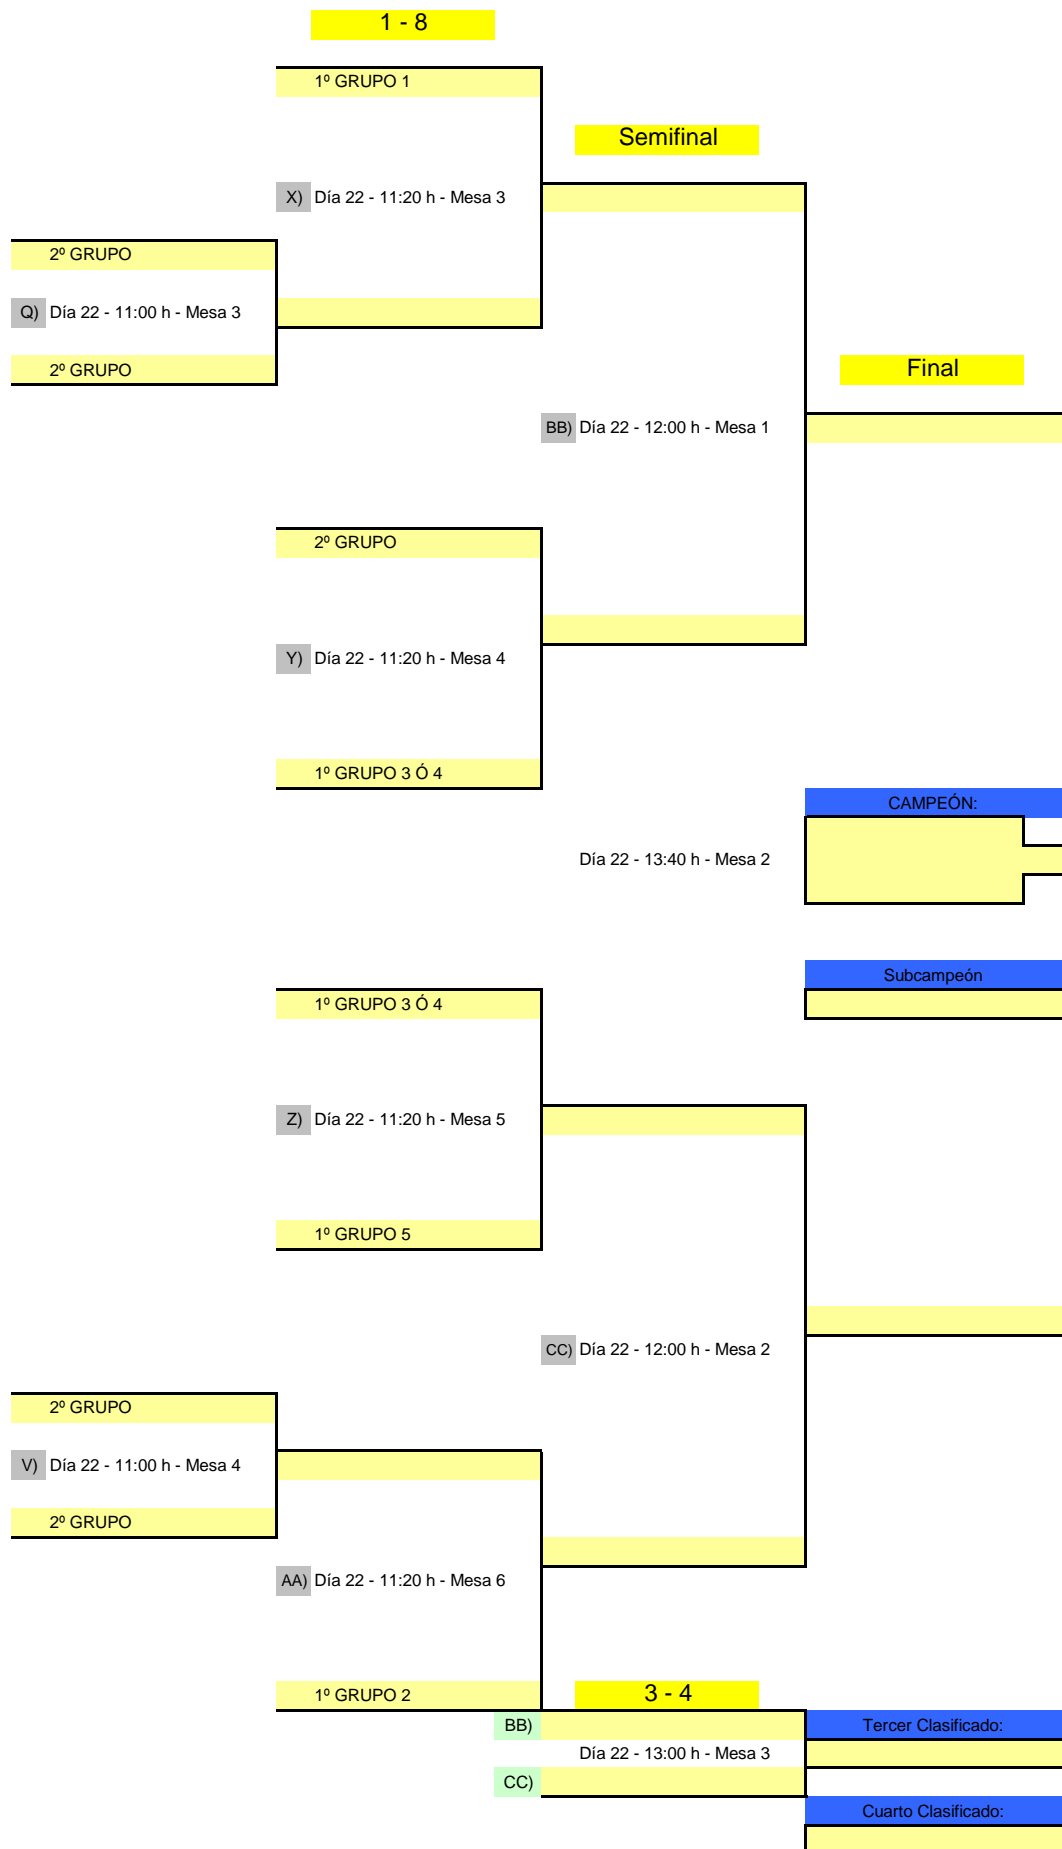 1 - 8
1º GRUPO 1
Semifinal
X) Día 22 - 11:20 h - Mesa 3
2º GRUPO
Q) Día 22 - 11:00 h - Mesa 3
2º GRUPO
Final
BB) Día 22 - 12:00 h - Mesa 1
2º GRUPO
Y) Día 22 - 11:20 h - Mesa 4
1º GRUPO 3 Ó 4
CAMPEÓN:
Día 22 - 13:40 h - Mesa 2
Subcampeón
1º GRUPO 3 Ó 4
Z) Día 22 - 11:20 h - Mesa 5
1º GRUPO 5
CC) Día 22 - 12:00 h - Mesa 2
2º GRUPO
V) Día 22 - 11:00 h - Mesa 4
2º GRUPO
AA) Día 22 - 11:20 h - Mesa 6
1º GRUPO 2
3 - 4
BB)
Tercer Clasificado:
Día 22 - 13:00 h - Mesa 3
CC)
Cuarto Clasificado: